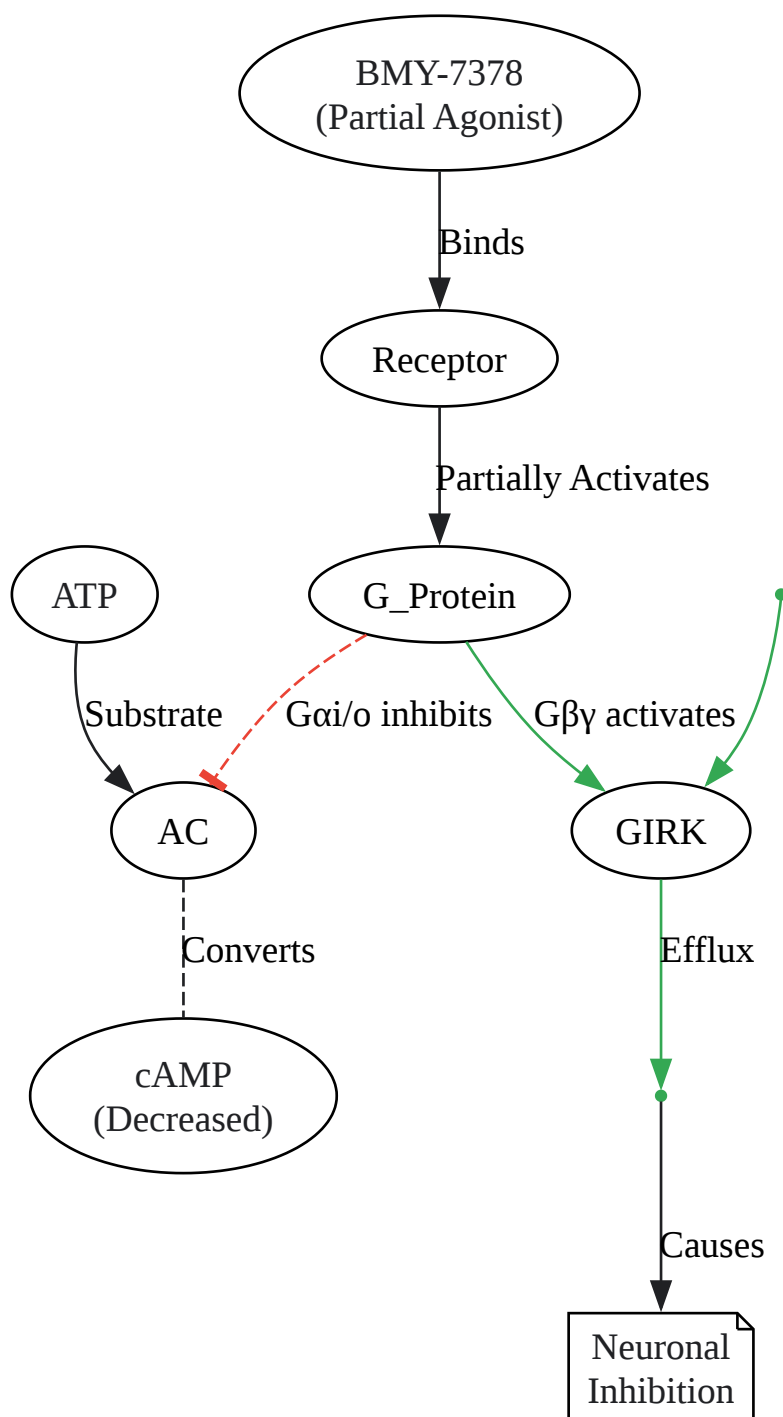 BMY-7378
(Partial Agonist)
Binds
Receptor
Partially Activates
ATP
G_Protein
Substrate
Gαi/o inhibits
Gβγ activates
AC
GIRK
Converts
Efflux
cAMP
(Decreased)
Causes
Neuronal
Inhibition